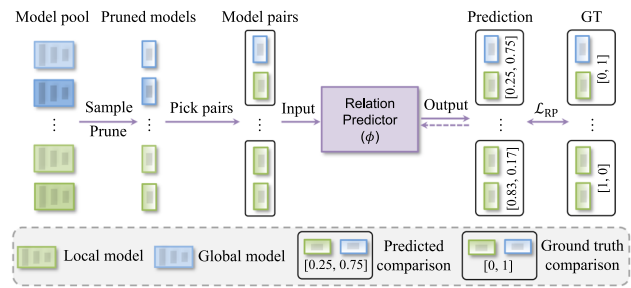 Model pool Pruned models Model pairs Prediction GT
Sample
Prune
Pick pairs
Input
Relation
Predictor
(ϕ)
Output
[0.25, 0.75]
ℒRP
[0, 1]
[0.83, 0.17]
[1, 0]
Local model
Global model
[0.25, 0.75]
Predicted
comparison
[0, 1]
Ground truth
comparison